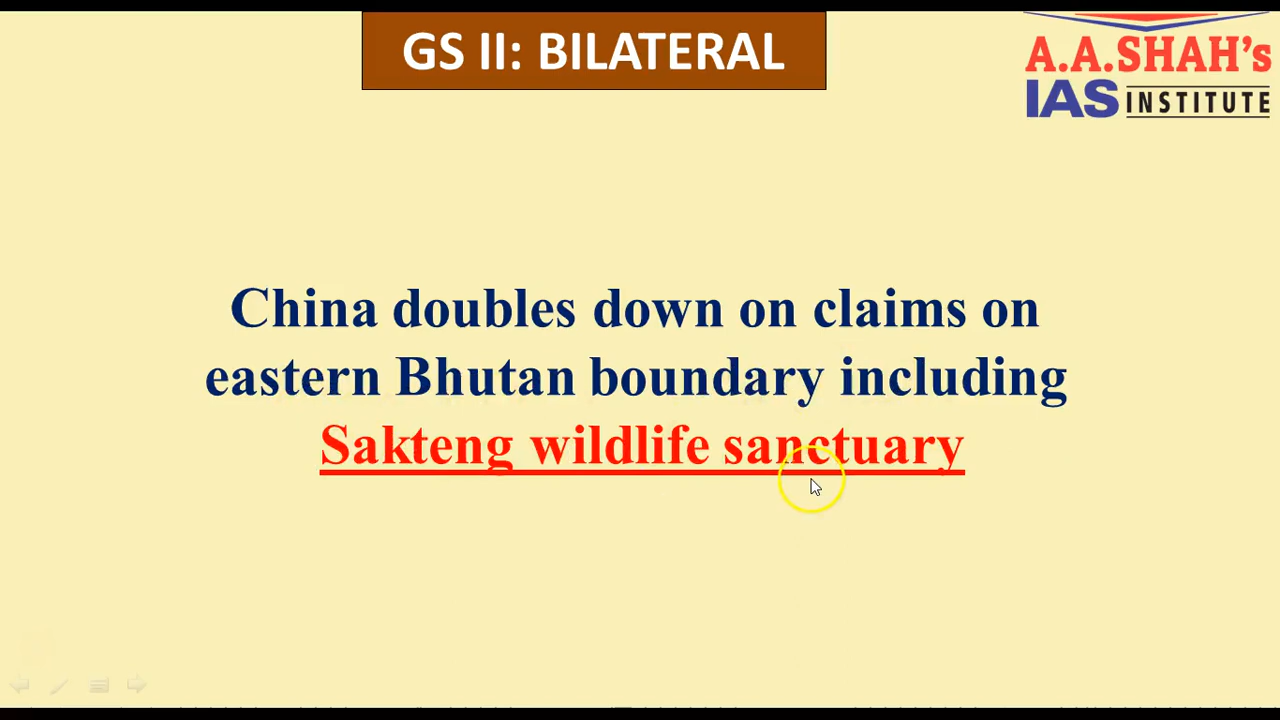 GS II: BILATERAL
A.A.SHAH's
IAS INSTITUTE
China doubles down on claims on
eastern Bhutan boundary including
Sakteng wildlife sanctuary